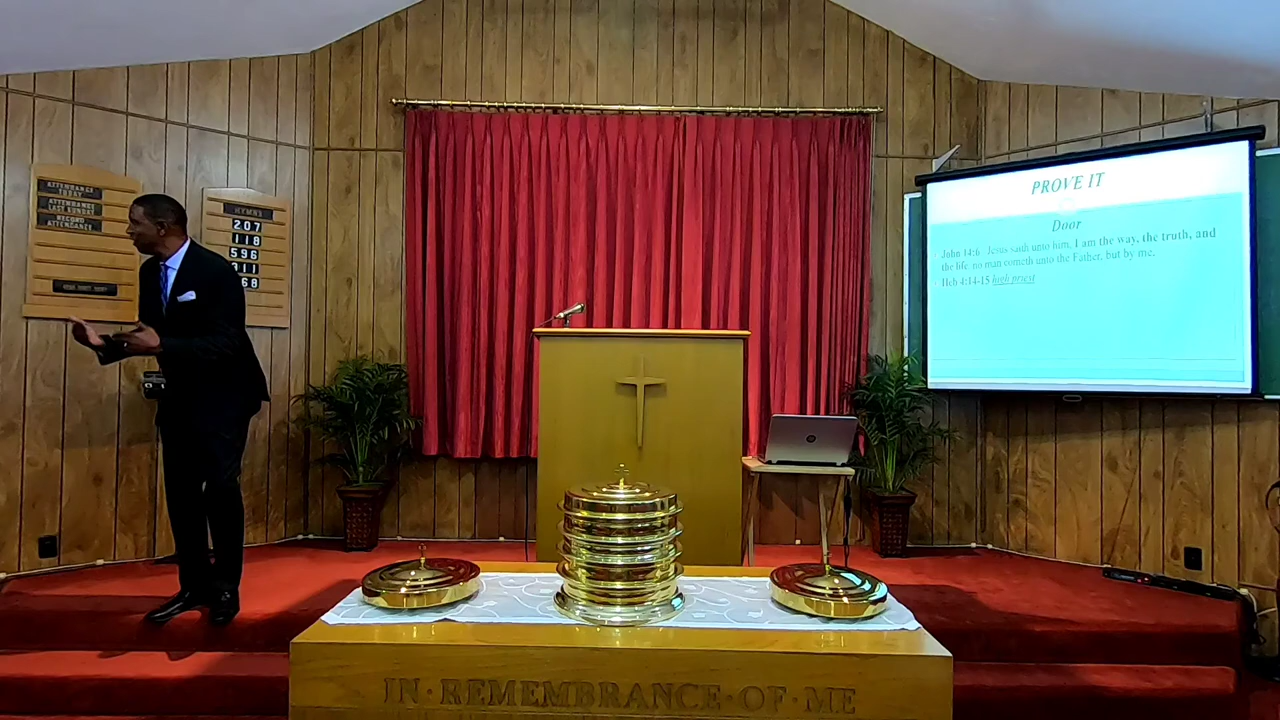 ATTENDANCE
TODAY
ATTENDANCE
LAST SUNDAY
RECORD
ATTENDANCE
HYMNS
207
118
596
311
68
PROVE IT
Door
John 14:6 Jesus saith unto him, I am the way, the truth, and
the life: no man cometh unto the Father, but by me.
Heb 4:14-15 high priest
hp
IN·REMEMBRANCE·OF·ME